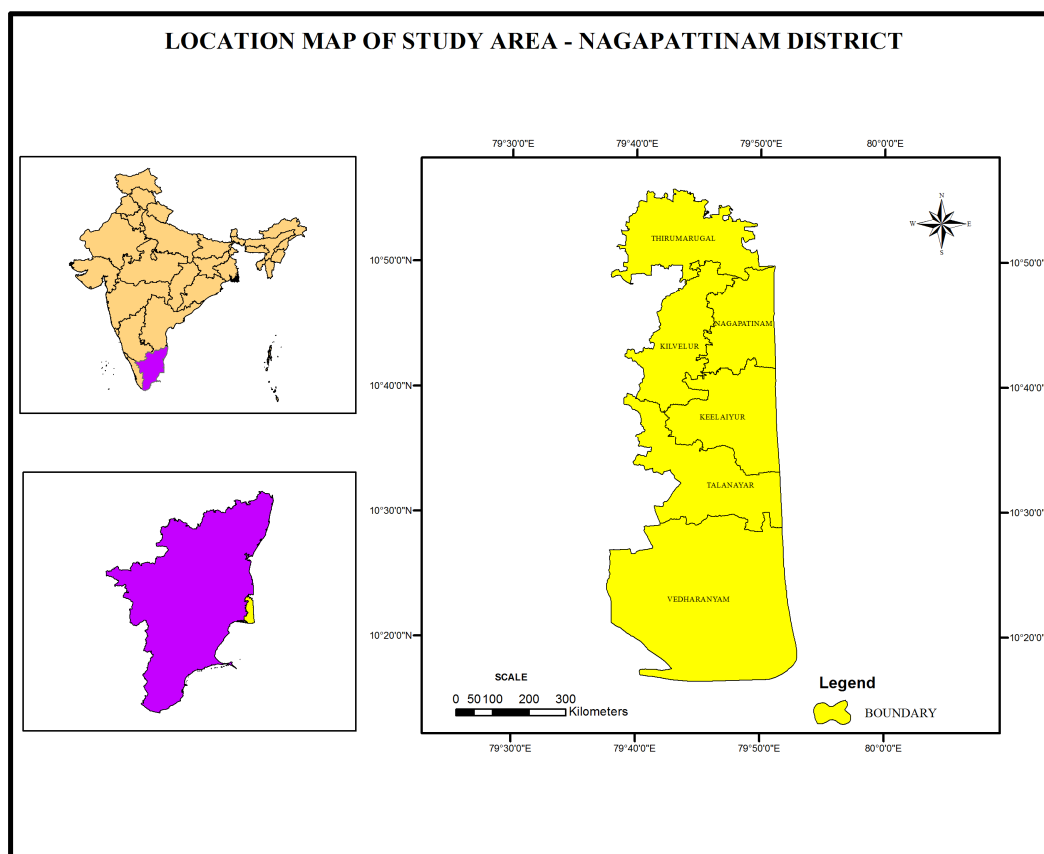 LOCATION MAP OF STUDY AREA - NAGAPATTINAM DISTRICT
79°30'0"E 79°40'0"E 79°50'0"E 80°0'0"E
N
W E
S
THIRUMARUGAL
10°50'0"N 10°50'0"N
NAGAPATINAM
KILVELUR
10°40'0"N 10°40'0"N
KEELAIYUR
TALANAYAR
10°30'0"N 10°30'0"N
VEDHARANYAM
10°20'0"N 10°20'0"N
SCALE
0 50 100 200 300
Kilometers
Legend
BOUNDARY
79°30'0"E 79°40'0"E 79°50'0"E 80°0'0"E